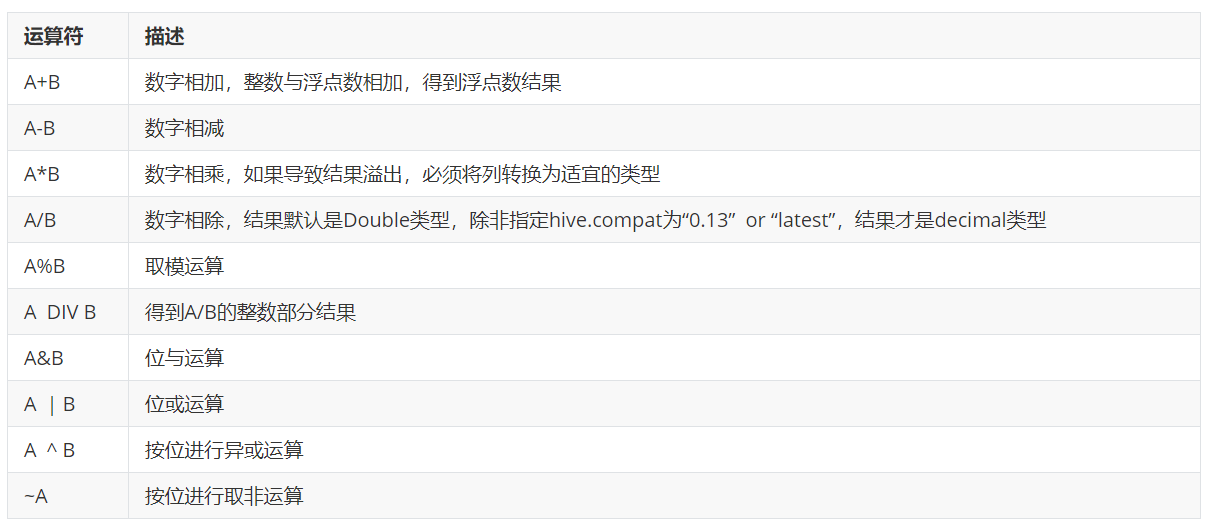 运算符 描述
A+B 数字相加，整数与浮点数相加，得到浮点数结果
A-B 数字相减
A*B 数字相乘，如果导致结果溢出，必须将列转换为适宜的类型
A/B 数字相除，结果默认是Double类型，除非指定hive.compat为“0.13” or “latest”，结果才是decimal类型
A%B 取模运算
A DIV B 得到A/B的整数部分结果
A&B 位与运算
A | B 位或运算
A ^ B 按位进行异或运算
~A 按位进行取非运算